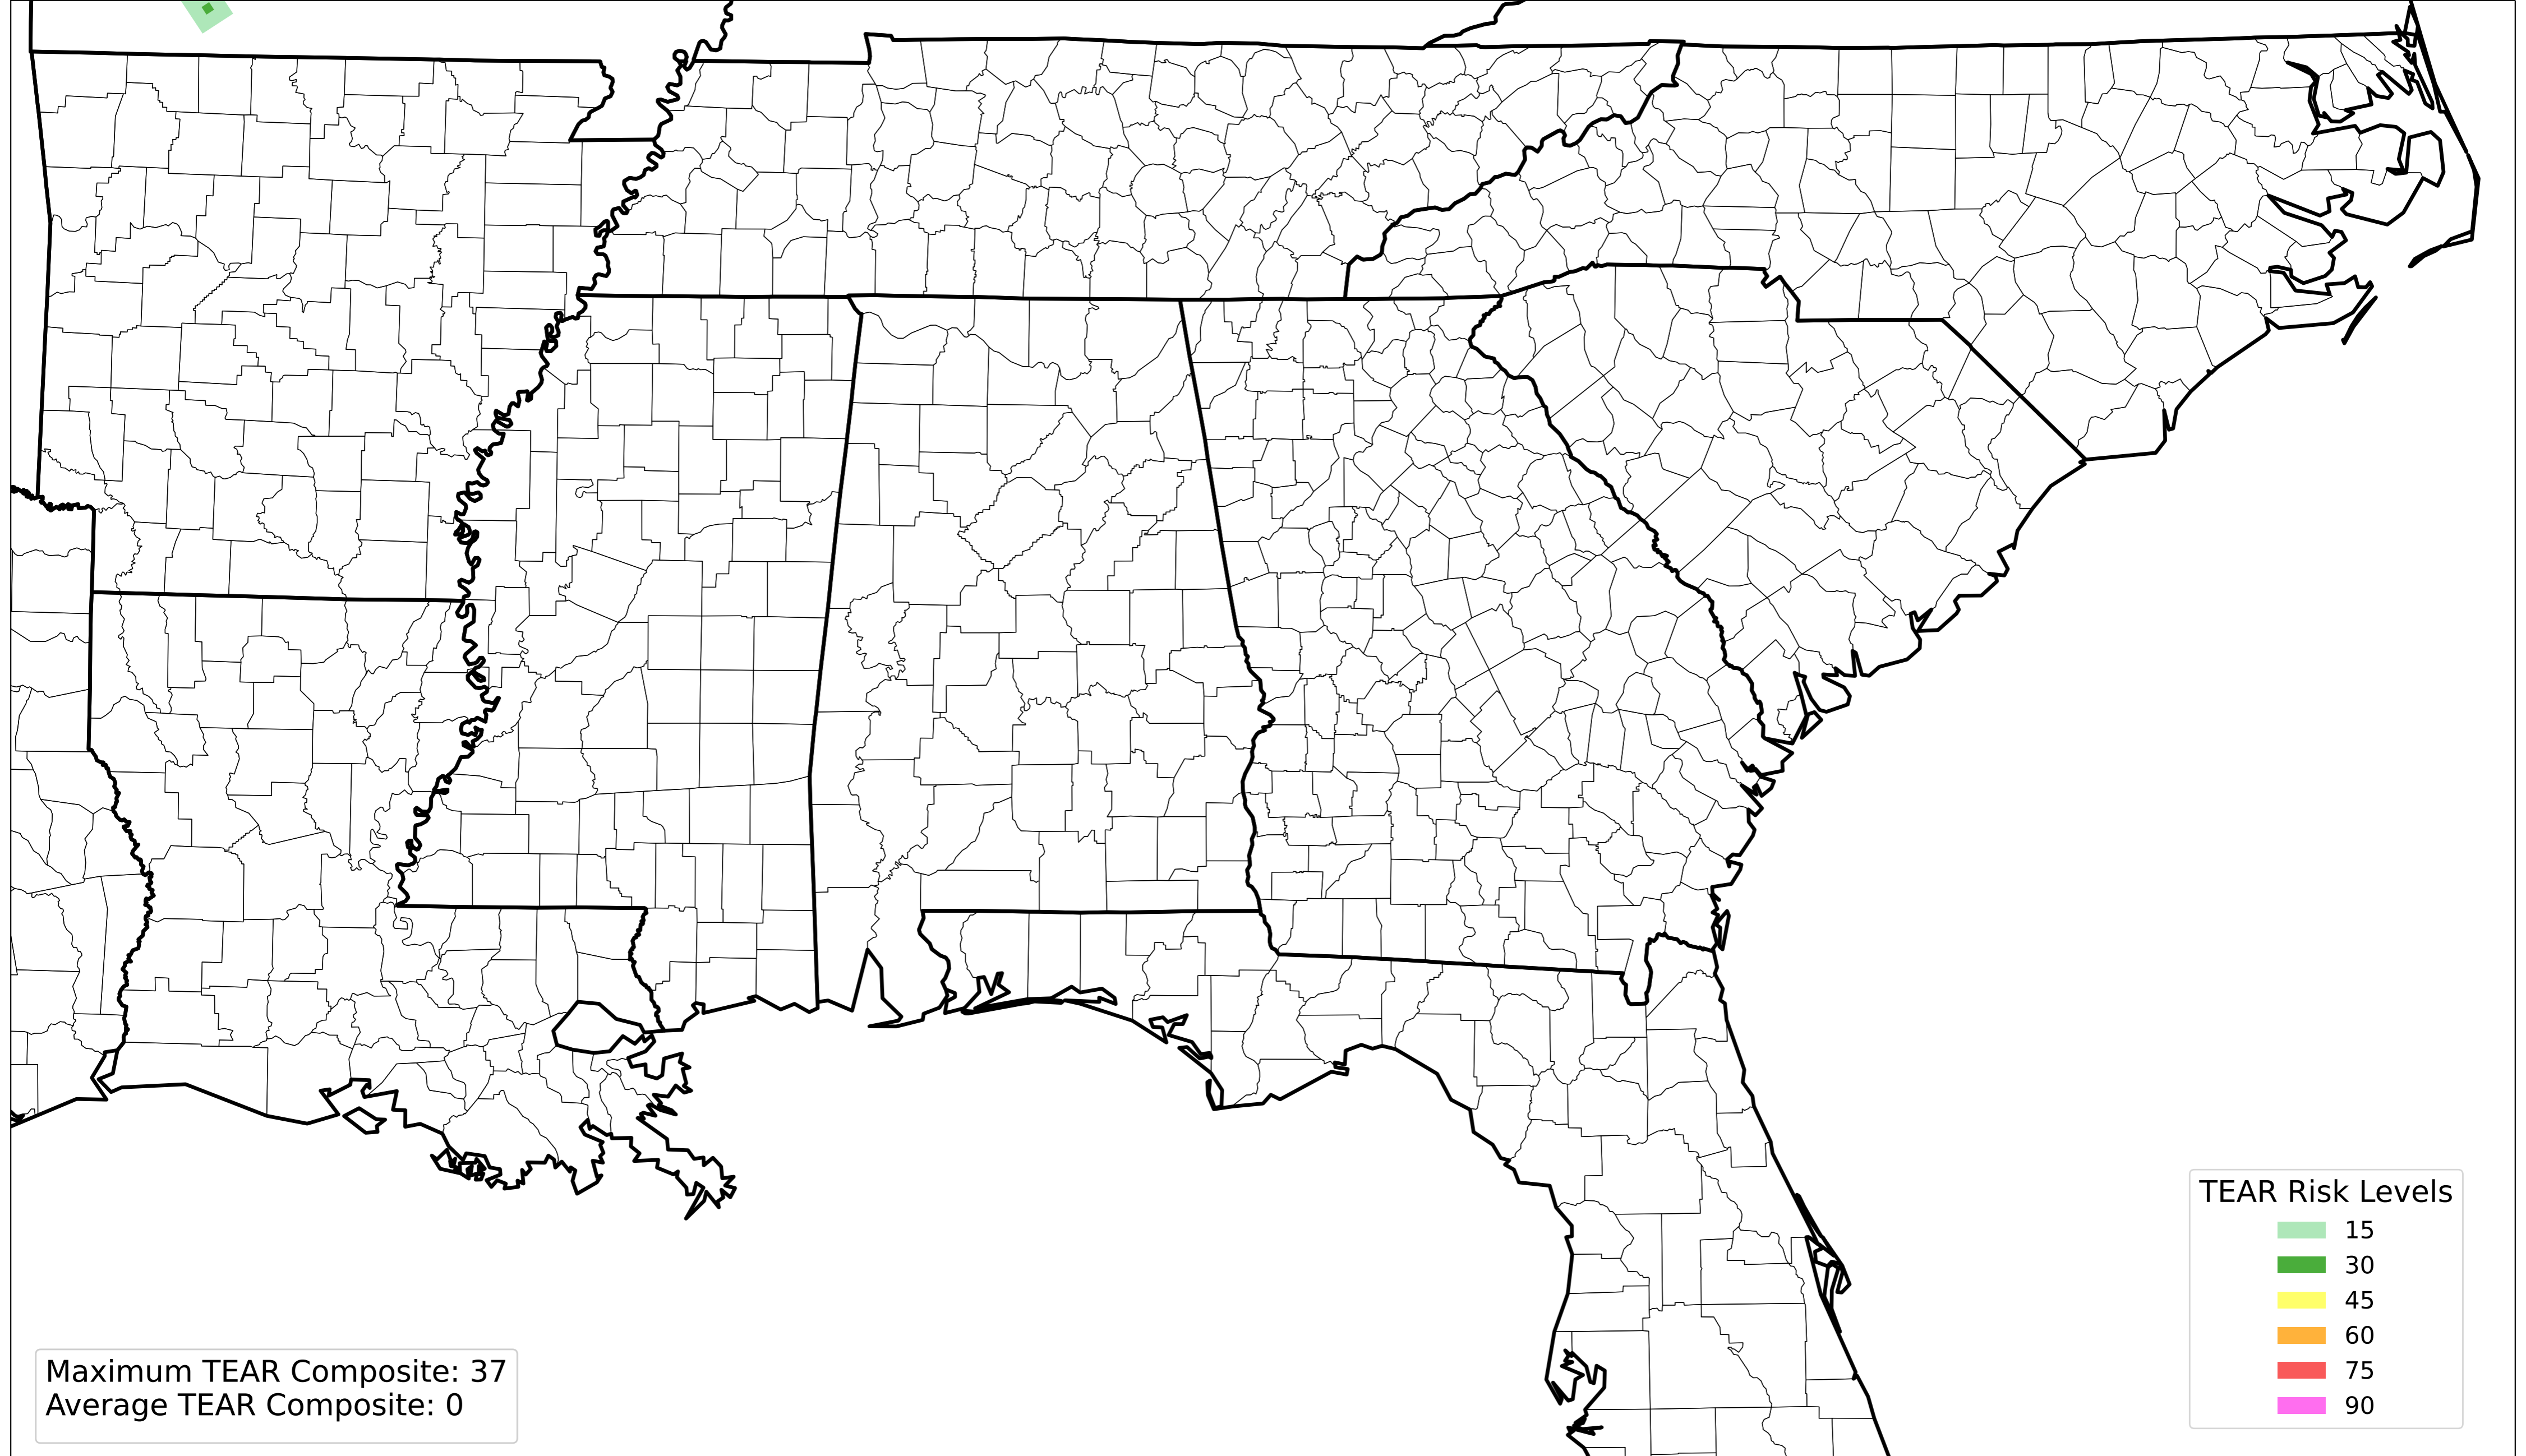 TEAR Risk Levels
15
30
45
60
75
90
Maximum TEAR Composite: 37
Average TEAR Composite: 0